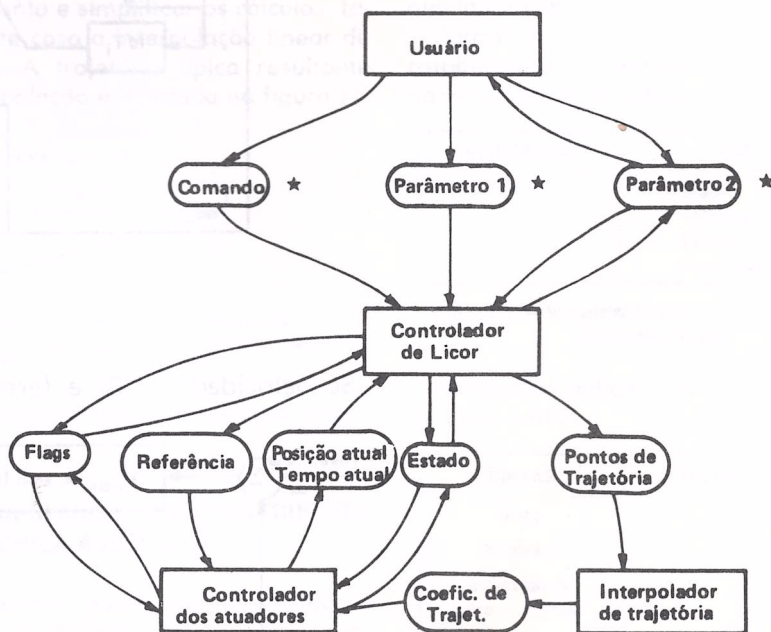 Usuário
Comando ★
Parâmetro 1 ★
Parâmetro 2 ★
Controlador
de Licor
Flags
Referência
Posição atual
Tempo atual
Estado
Pontos de
Trajetória
Controlador
dos atuadores
Coefic. de
Trajet.
Interpolador
de trajetória